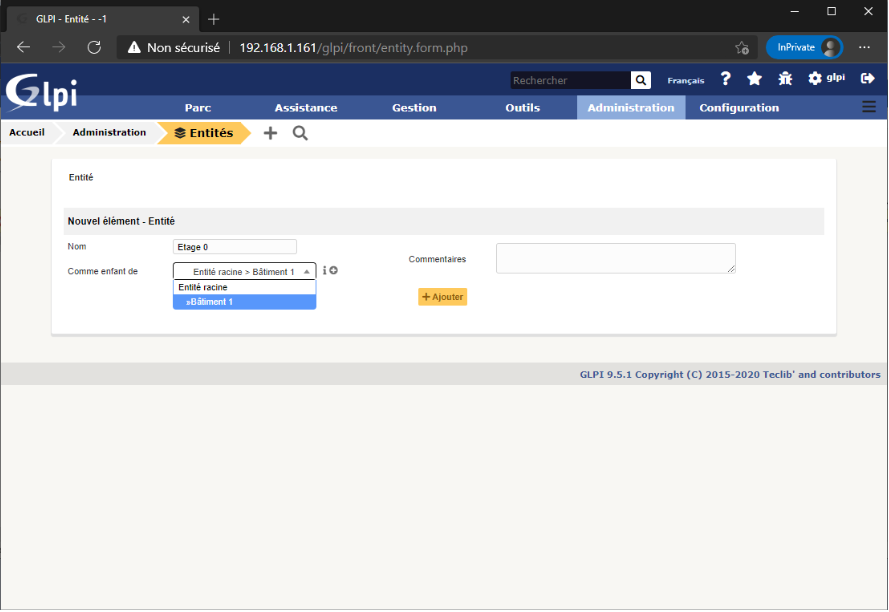 GLPI - Entité - -1
Non sécurisé 192.168.1.161/glpi/front/entity.form.php
InPrivate
Glpi
Rechercher
Français
? glpi
Parc Assistance Gestion Outils Administration Configuration
Accueil Administration Entités
Entité
Nouvel élèment - Entité
Nom Etage 0
Commentaires
Comme enfant de Entité racine > Bâtiment 1
Entité racine
»Bâtiment 1
+ Ajouter
GLPI 9.5.1 Copyright (C) 2015-2020 Teclib' and contributors